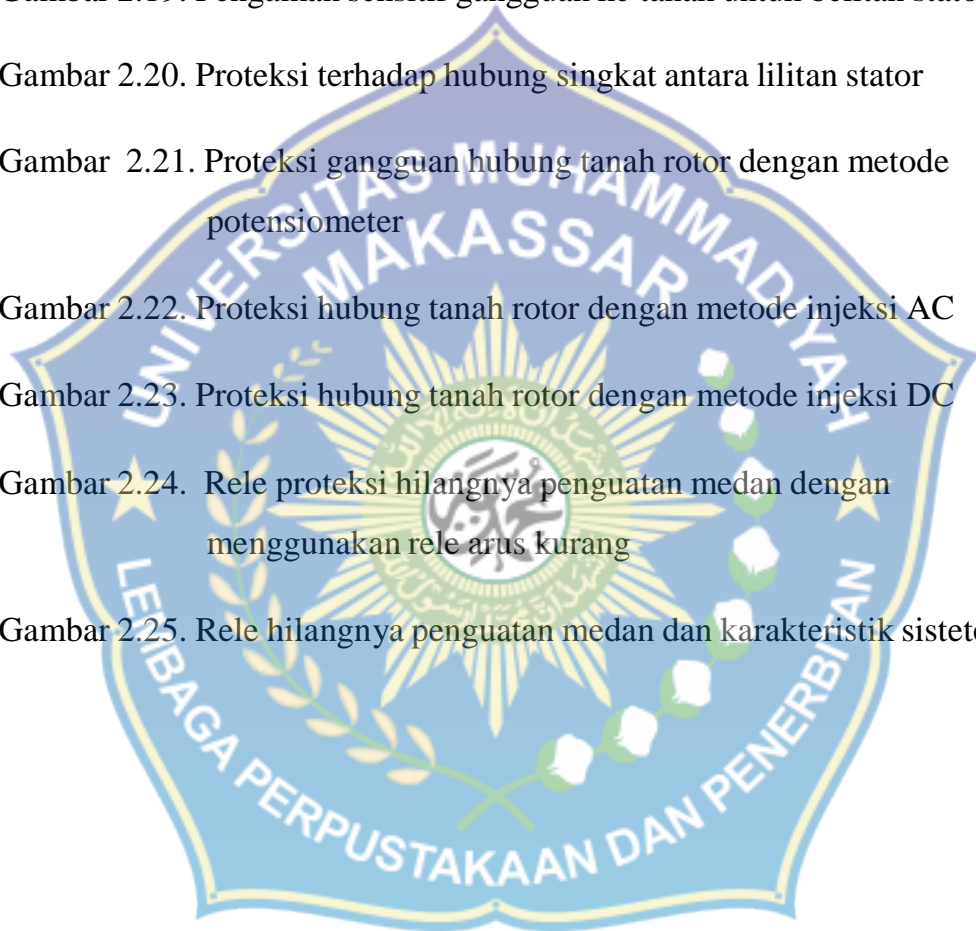 Gambar 2.20. Proteksi terhadap hubung singkat antara lilitan stator
Gambar 2.21. Proteksi gangguan hubung tanah rotor dengan metode
potensiometer
Gambar 2.22. Proteksi hubung tanah rotor dengan metode injeksi AC
Gambar 2.23. Proteksi hubung tanah rotor dengan metode injeksi DC
Gambar 2.24. Rele proteksi hilangnya penguatan medan dengan
menggunakan rele arus kurang
Gambar 2.25. Rele hilangnya penguatan medan dan karakteristik
UNIVERSITAS MUHAMMADIYAH
MAKASSAR
LEMBAGA PERPUSTAKAAN DAN PENERBITAN